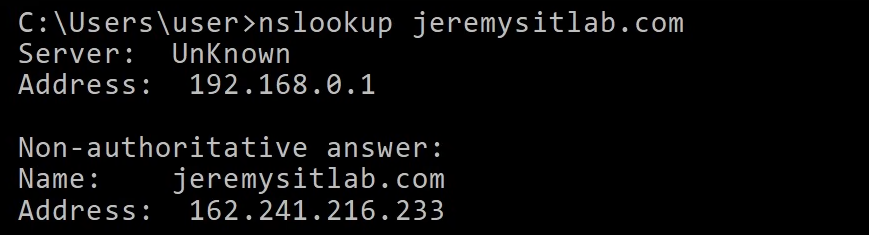 C:\Users\user>nslookup jeremysitlab.com
Server:  UnKnown
Address:  192.168.0.1

Non-authoritative answer:
Name:    jeremysitlab.com
Address:  162.241.216.233